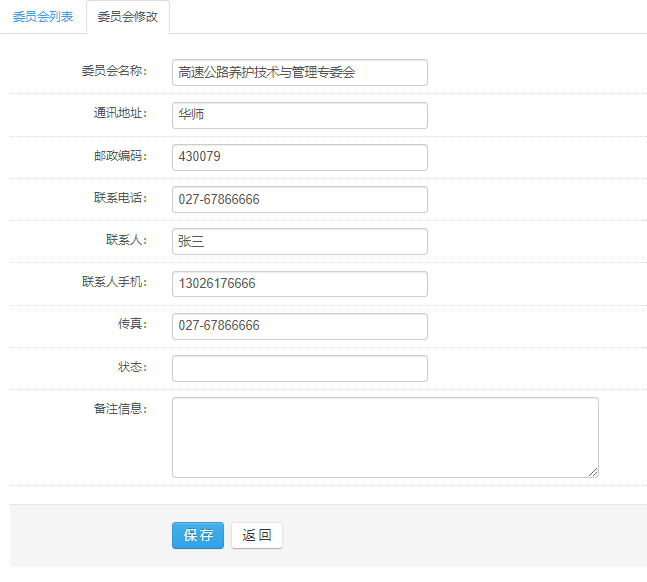 委员会列表 委员会修改
委员会名称： 高速公路养护技术与管理专委会
通讯地址： 华师
邮政编码： 430079
联系电话： 027-67866666
联系人： 张三
联系人手机： 13026176666
传真： 027-67866666
状态：
备注信息：
保存 返回